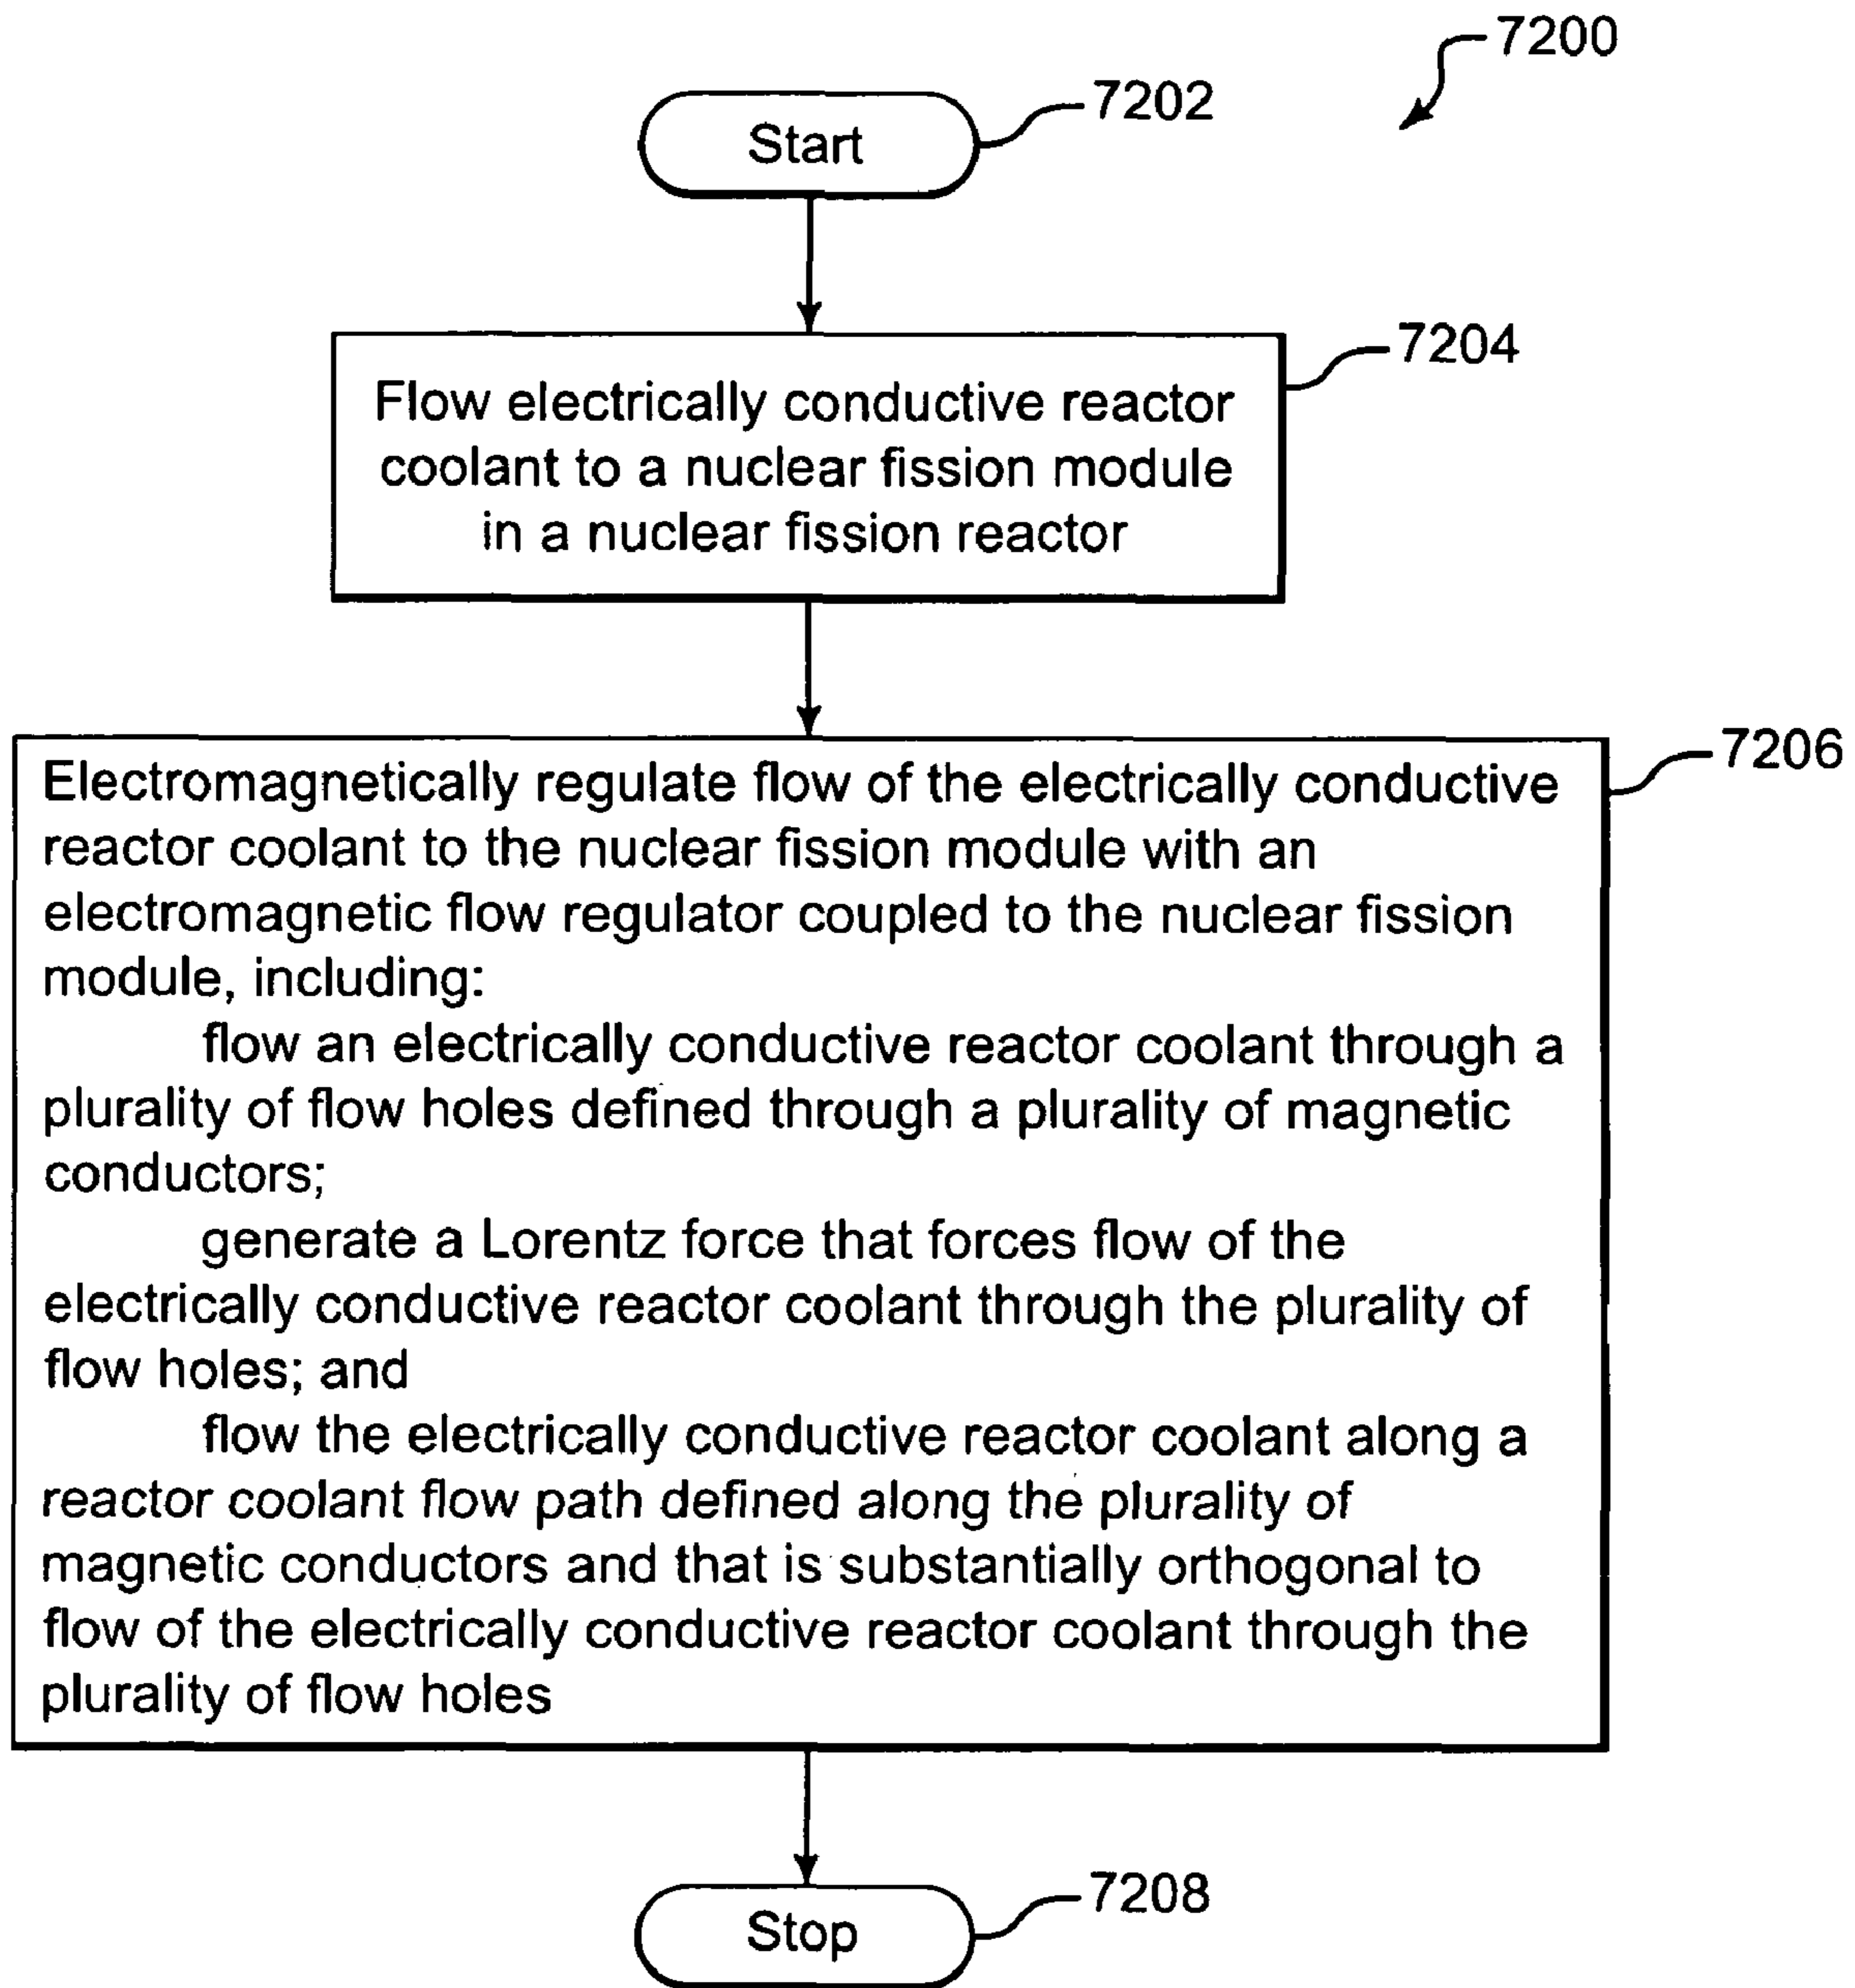 7200
7202
Start
7204
Flow electrically conductive reactor
coolant to a nuclear fission module
in a nuclear fission reactor
7206
Electromagnetically regulate flow of the electrically conductive
reactor coolant to the nuclear fission module with an
electromagnetic flow regulator coupled to the nuclear fission
module, including:
flow an electrically conductive reactor coolant through a
plurality of flow holes defined through a plurality of magnetic
conductors;
generate a Lorentz force that forces flow of the
electrically conductive reactor coolant through the plurality of
flow holes; and
flow the electrically conductive reactor coolant along a
reactor coolant flow path defined along the plurality of
magnetic conductors and that is substantially orthogonal to
flow of the electrically conductive reactor coolant through the
plurality of flow holes
7208
Stop